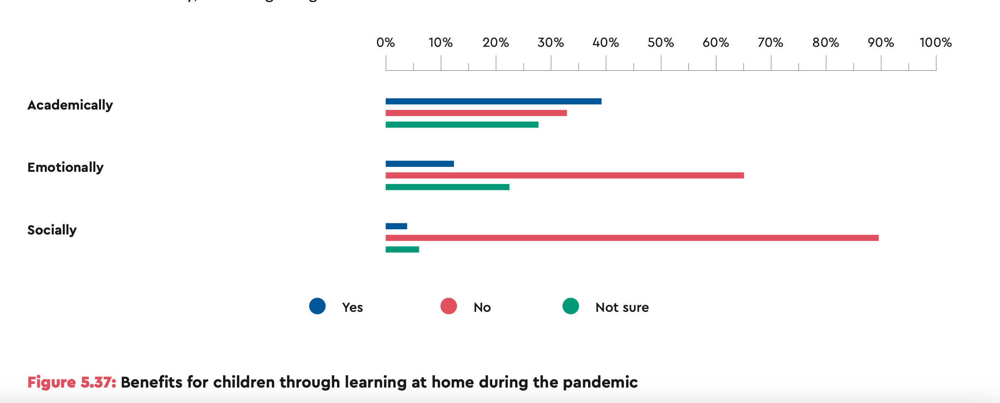 0% 10% 20% 30% 40% 50% 60% 70% 80% 90% 100%
Academically
Emotionally
Socially
Yes No Not sure
Figure 5.37: Benefits for children through learning at home during the pandemic